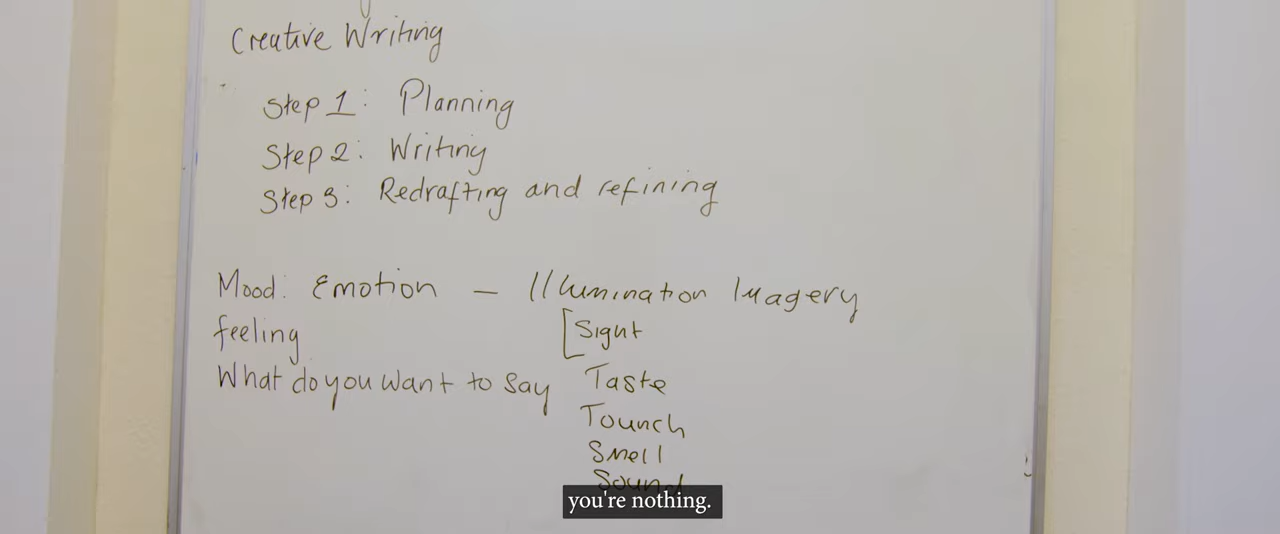 Creative Writing
Step 1: Planning
Step 2: Writing
Step 3: Redrafting and refining
Mood: Emotion – Illumination Imagery
feeling [Sight
What do you want to say Taste
Tounch
Smell
Sound
you're nothing.